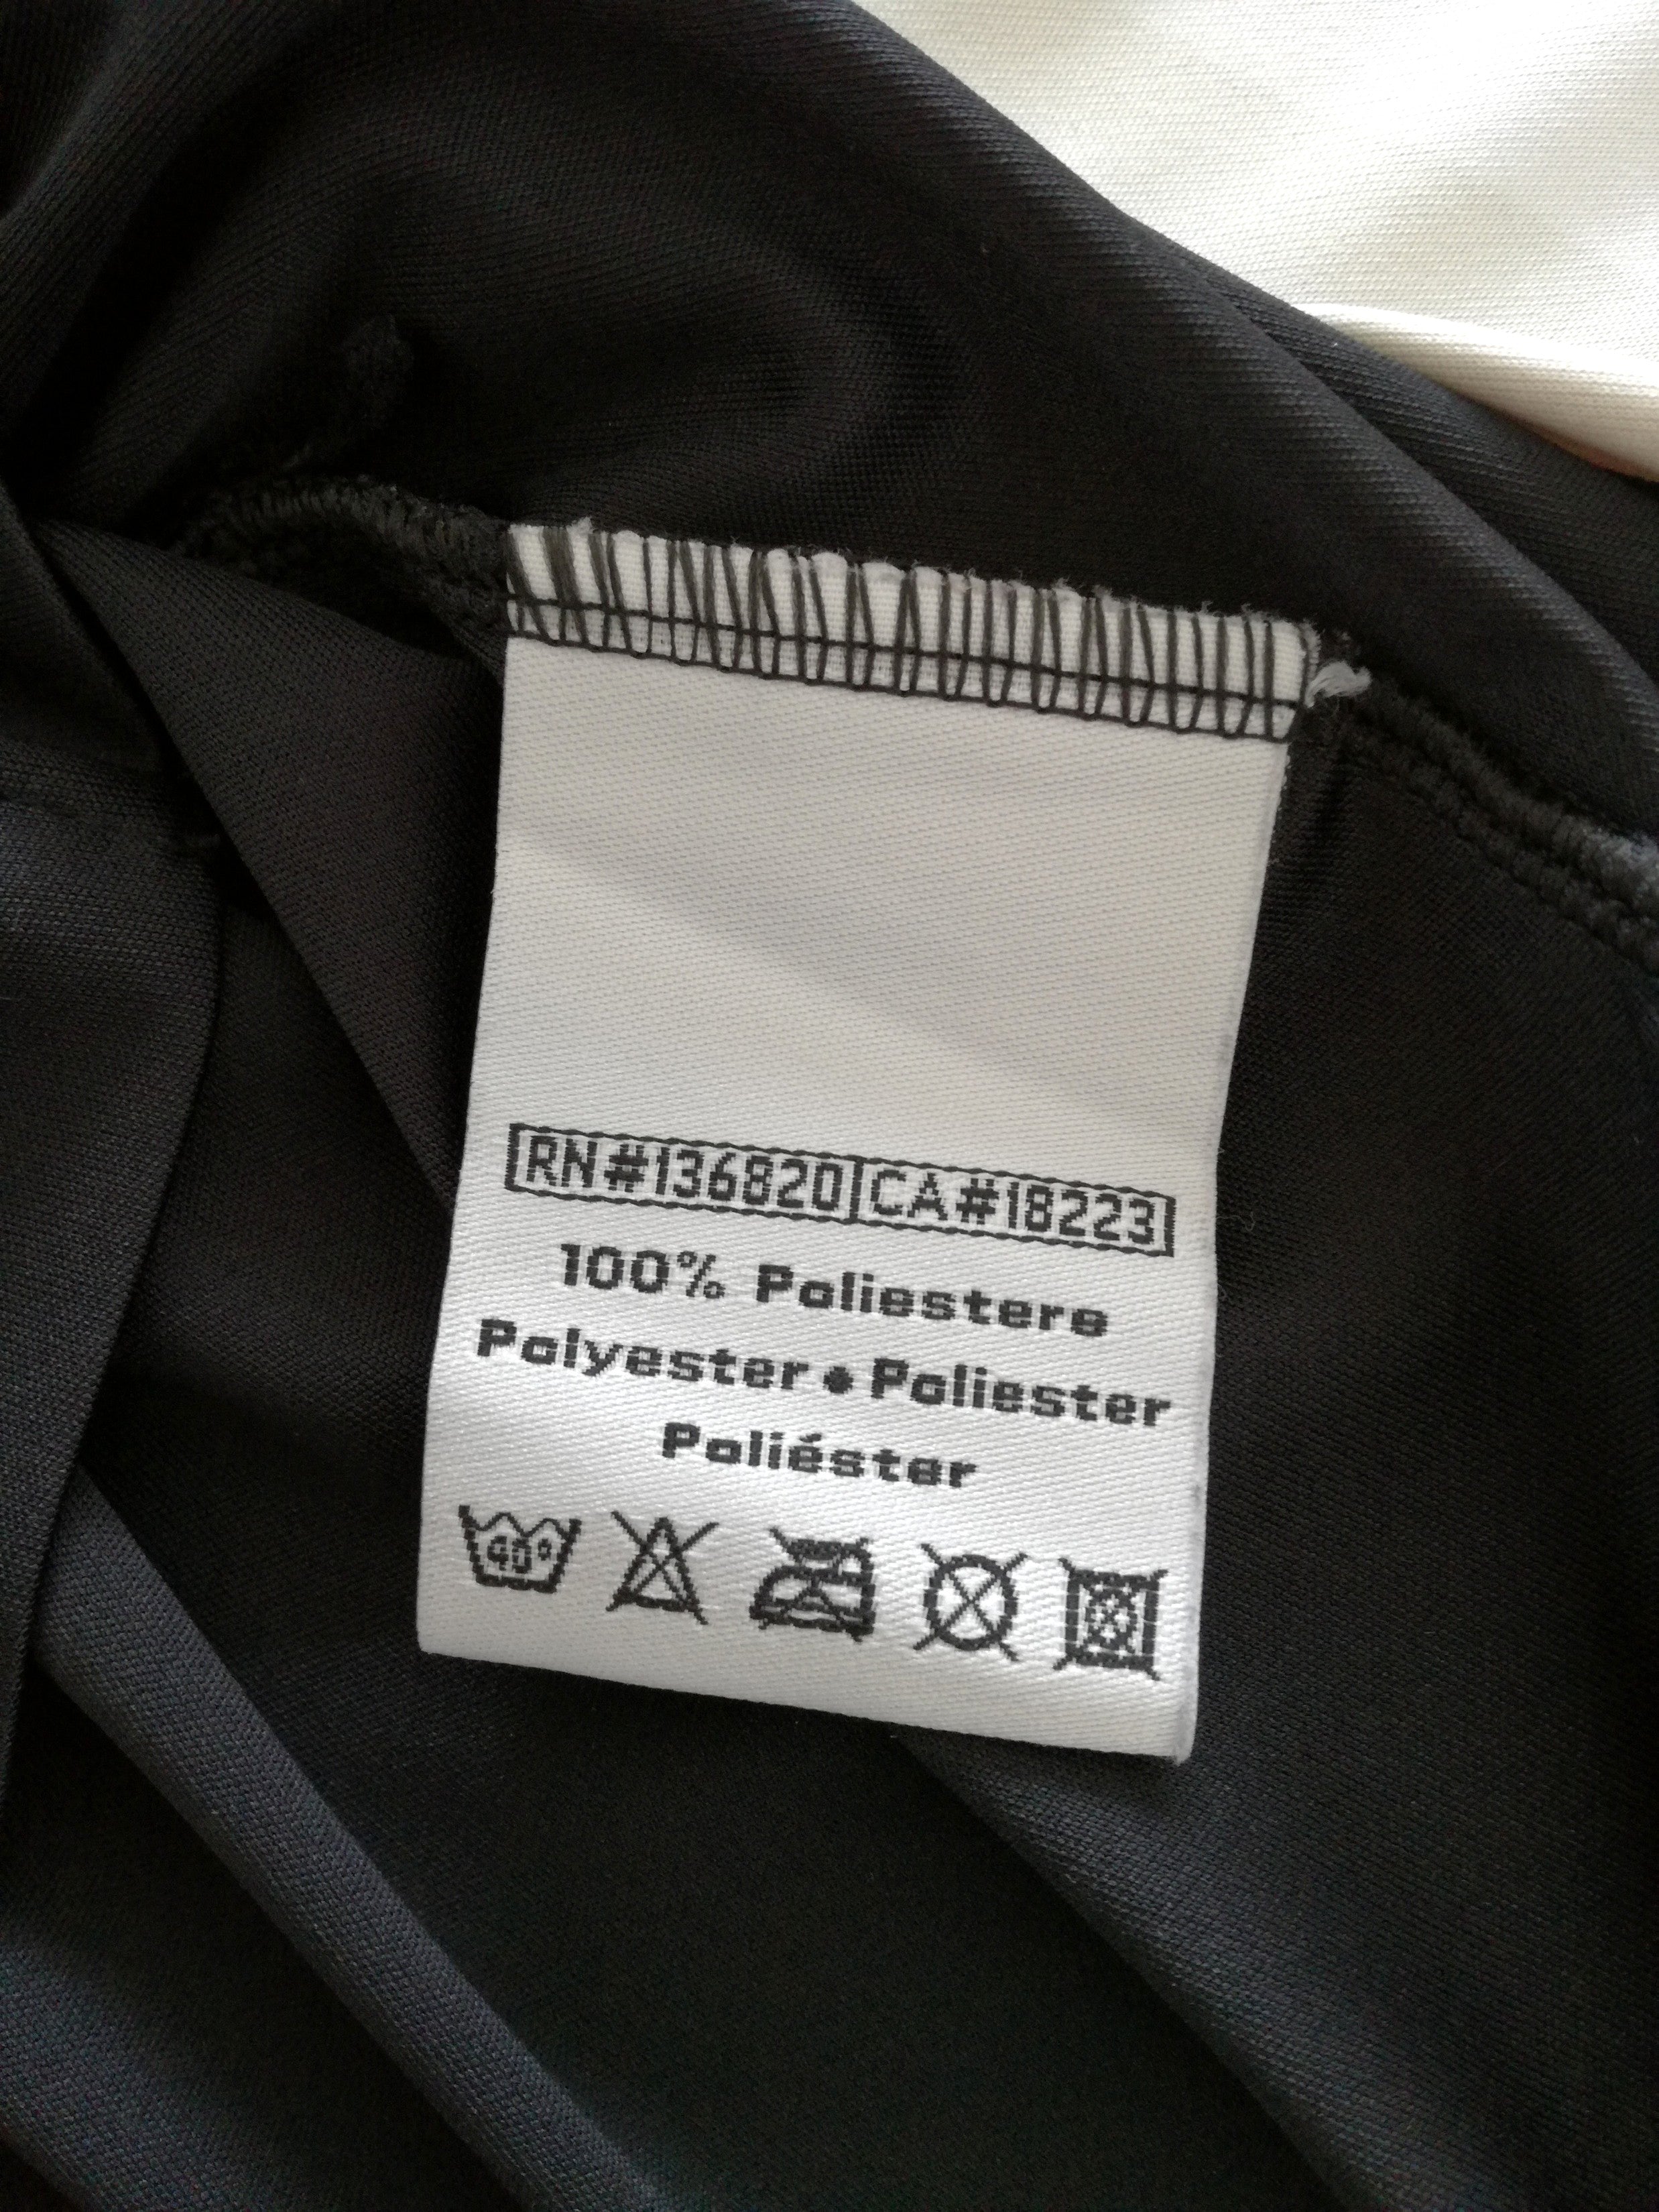 RN#136820 CA#18223
100% Poliestere
Polyester • Poliester
Poliéster
40°